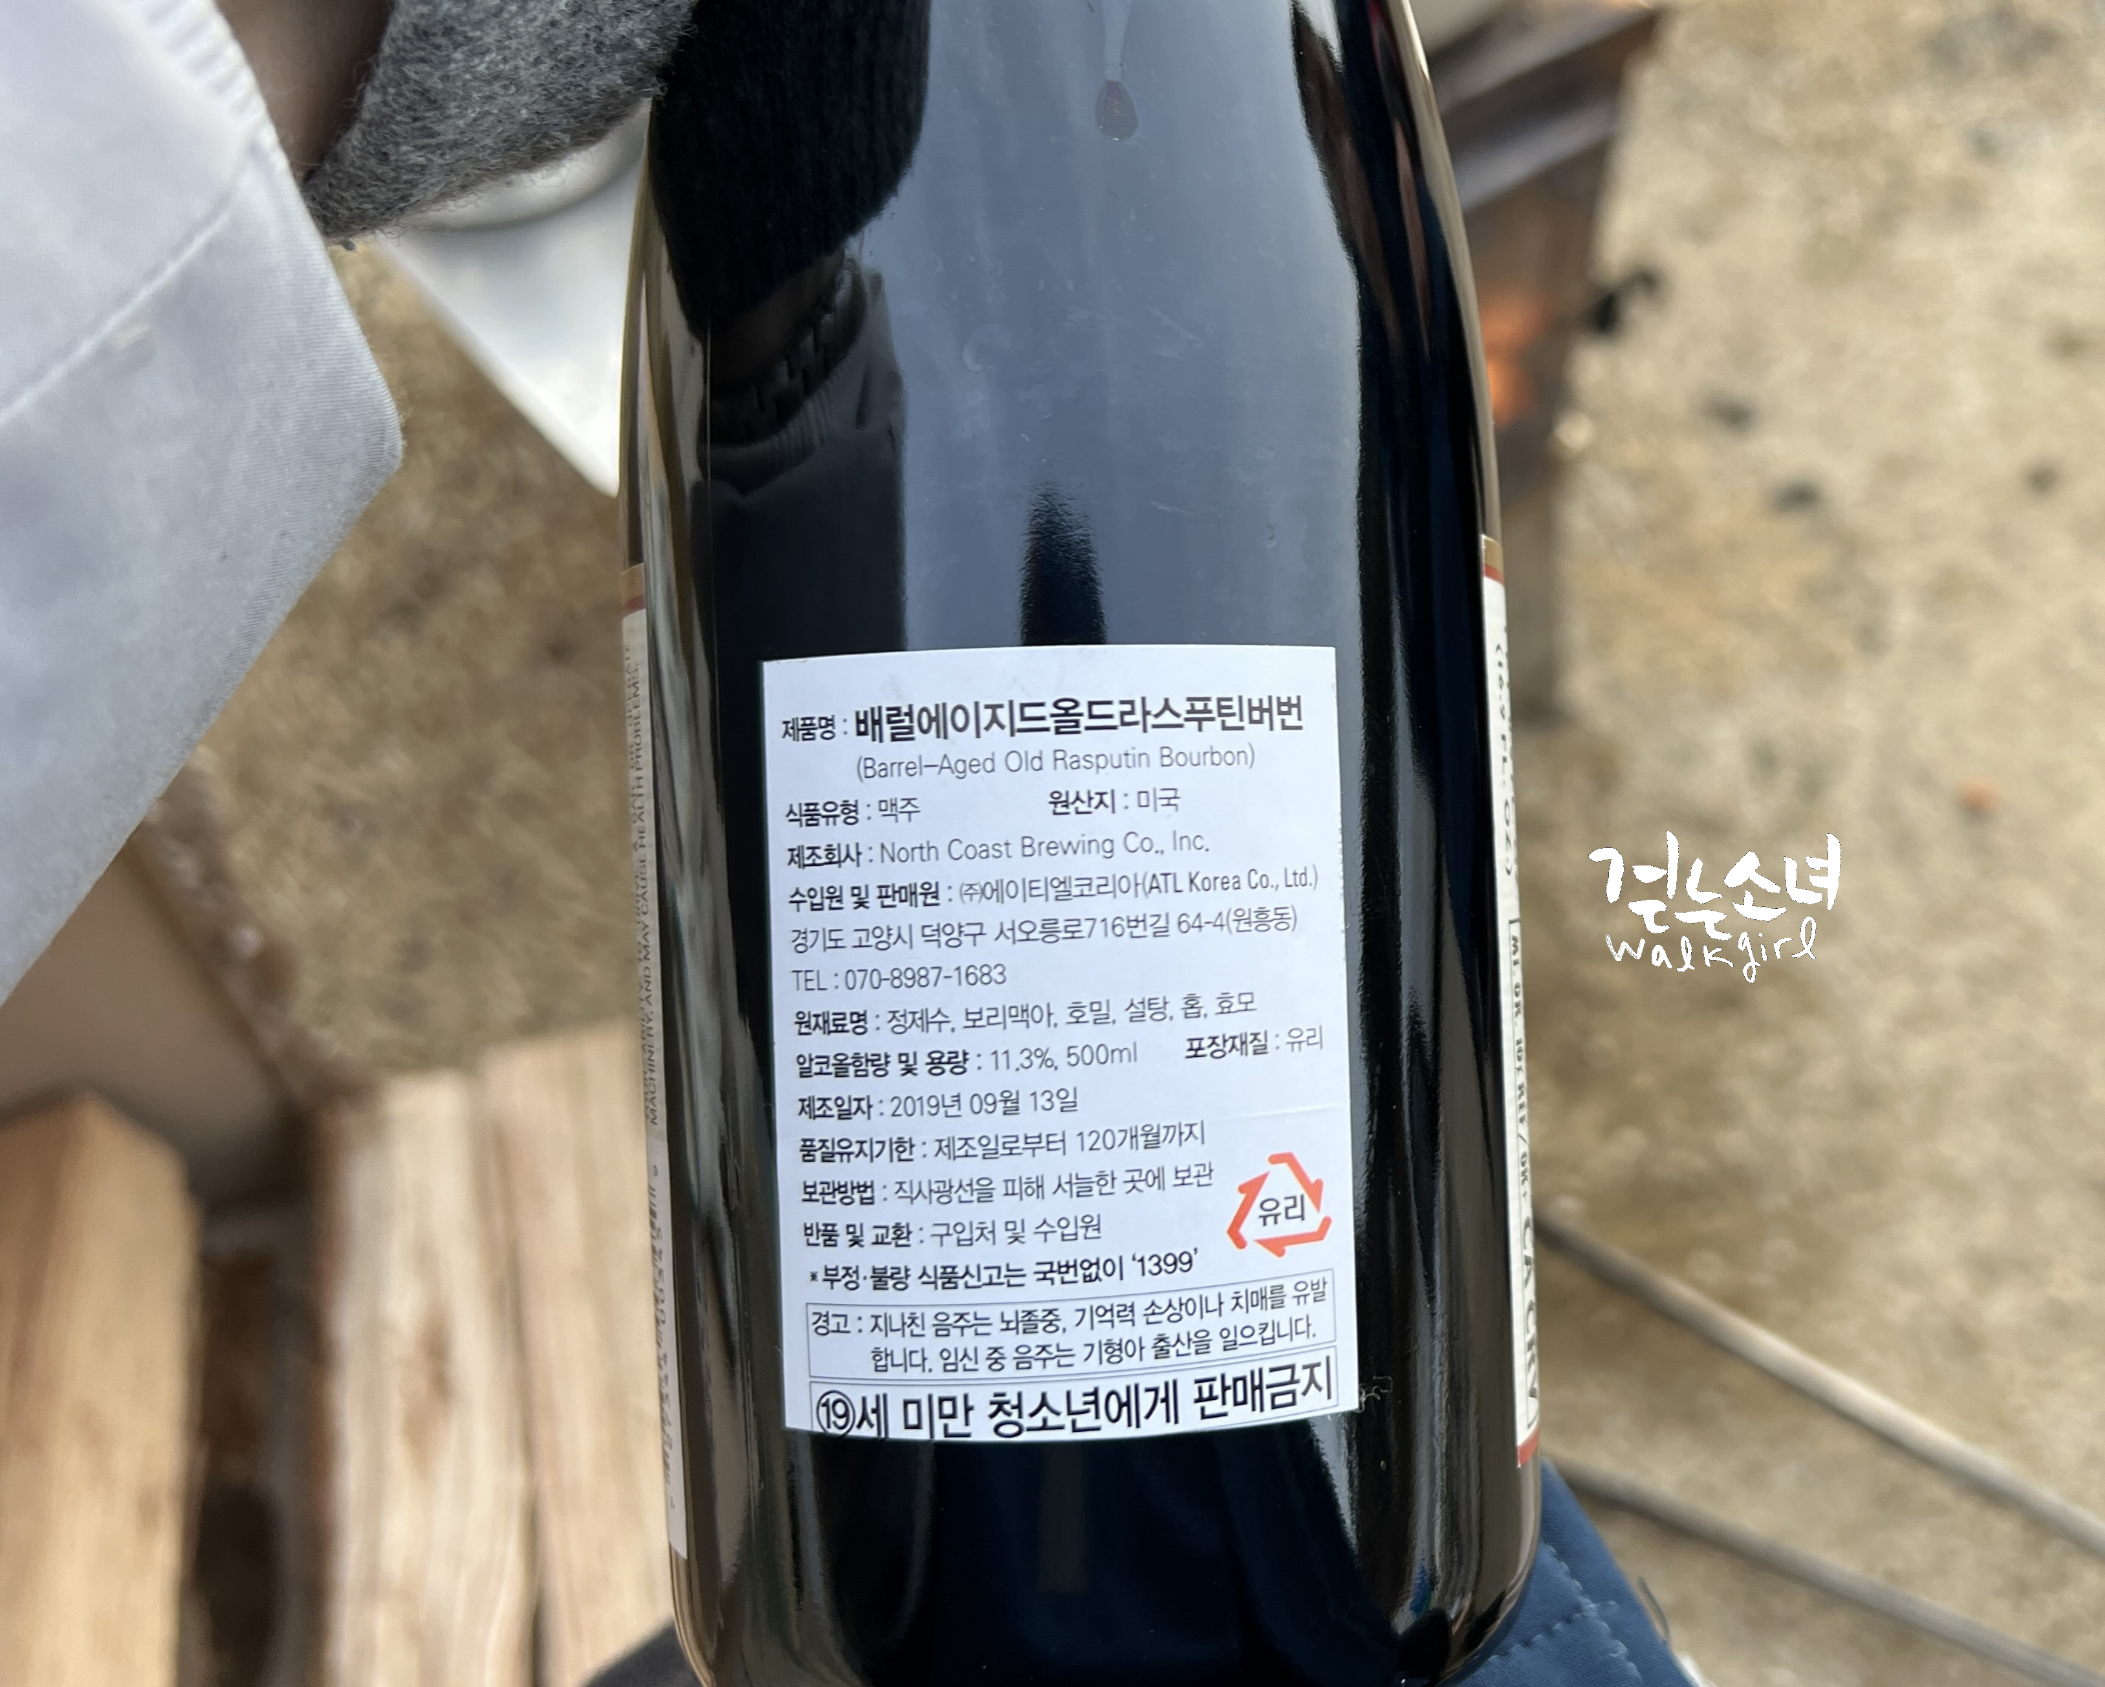 제품명 : 배럴에이지드올드라스푸틴버번
(Barrel-Aged Old Rasputin Bourbon)
식품유형 : 맥주 원산지 : 미국
제조회사 : North Coast Brewing Co., Inc.
수입원 및 판매원 : ㈜에이티엘코리아(ATL Korea Co., Ltd.)
경기도 고양시 덕양구 서오릉로716번길 64-4(원흥동)
TEL : 070-8987-1683
원재료명 : 정제수, 보리맥아, 호밀, 설탕, 홉, 효모
알코올함량 및 용량 : 11.3%, 500ml 포장재질 : 유리
제조일자 : 2019년 09월 13일
품질유지기한 : 제조일로부터 120개월까지
보관방법 : 직사광선을 피해 서늘한 곳에 보관
반품 및 교환 : 구입처 및 수입원
유리
※부정·불량 식품신고는 국번없이 '1399'
경고 : 지나친 음주는 뇌졸중, 기억력 손상이나 치매를 유발
합니다. 임신 중 음주는 기형아 출산을 일으킵니다.
⑲세 미만 청소년에게 판매금지
MACHINERY, AND MAY CAUSE HEALTH PROBLEMS.
(16.9 FL. OZ.)
CA CRV
걷는소녀
walkgirl